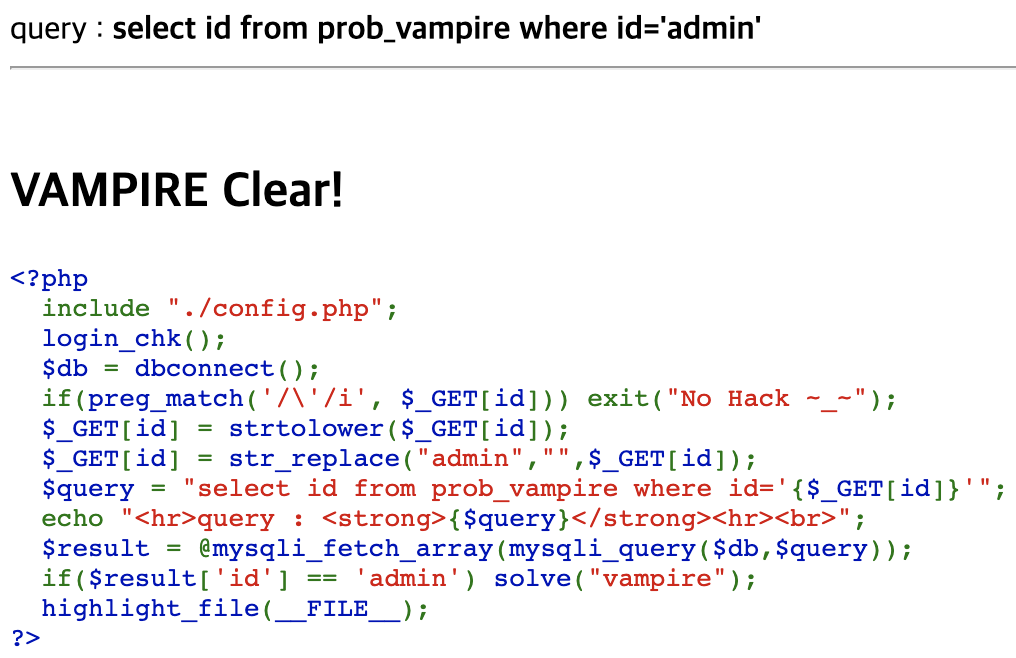 query : select id from prob_vampire where id='admin'
VAMPIRE Clear!
<?php
  include "./config.php";
  login_chk();
  $db = dbconnect();
  if(preg_match('/\'/i', $_GET[id])) exit("No Hack ~_~");
  $_GET[id] = strtolower($_GET[id]);
  $_GET[id] = str_replace("admin","",$_GET[id]);
  $query = "select id from prob_vampire where id='{$_GET[id]}'";
  echo "<hr>query : <strong>{$query}</strong><hr><br>";
  $result = @mysqli_fetch_array(mysqli_query($db,$query));
  if($result['id'] == 'admin') solve("vampire");
  highlight_file(__FILE__);
?>